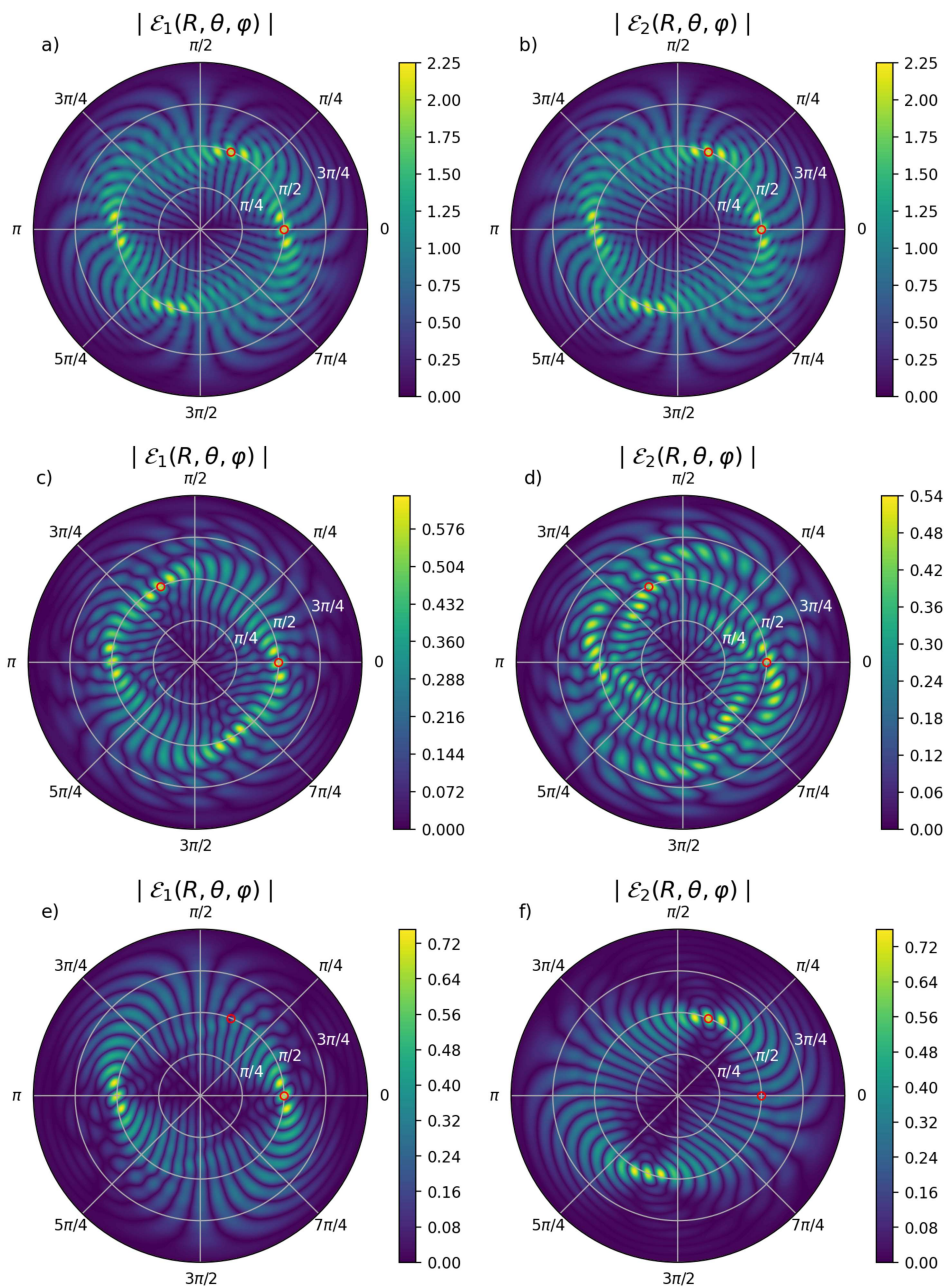 | ℰ₁(R, θ, φ) |
a)
π/2
3π/4
π/4
3π/4
π/2
π/4
π
0
5π/4
7π/4
3π/2
2.25
2.00
1.75
1.50
1.25
1.00
0.75
0.50
0.25
0.00
| ℰ₂(R, θ, φ) |
b)
π/2
3π/4
π/4
3π/4
π/2
π/4
π
0
5π/4
7π/4
3π/2
2.25
2.00
1.75
1.50
1.25
1.00
0.75
0.50
0.25
0.00
| ℰ₁(R, θ, φ) |
c)
π/2
3π/4
π/4
3π/4
π/2
π/4
π
0
5π/4
7π/4
3π/2
0.576
0.504
0.432
0.360
0.288
0.216
0.144
0.072
0.000
| ℰ₂(R, θ, φ) |
d)
π/2
3π/4
π/4
3π/4
π/2
π/4
π
0
5π/4
7π/4
3π/2
0.54
0.48
0.42
0.36
0.30
0.24
0.18
0.12
0.06
0.00
| ℰ₁(R, θ, φ) |
e)
π/2
3π/4
π/4
3π/4
π/2
π/4
π
0
5π/4
7π/4
3π/2
0.72
0.64
0.56
0.48
0.40
0.32
0.24
0.16
0.08
0.00
| ℰ₂(R, θ, φ) |
f)
π/2
3π/4
π/4
3π/4
π/2
π/4
π
0
5π/4
7π/4
3π/2
0.72
0.64
0.56
0.48
0.40
0.32
0.24
0.16
0.08
0.00